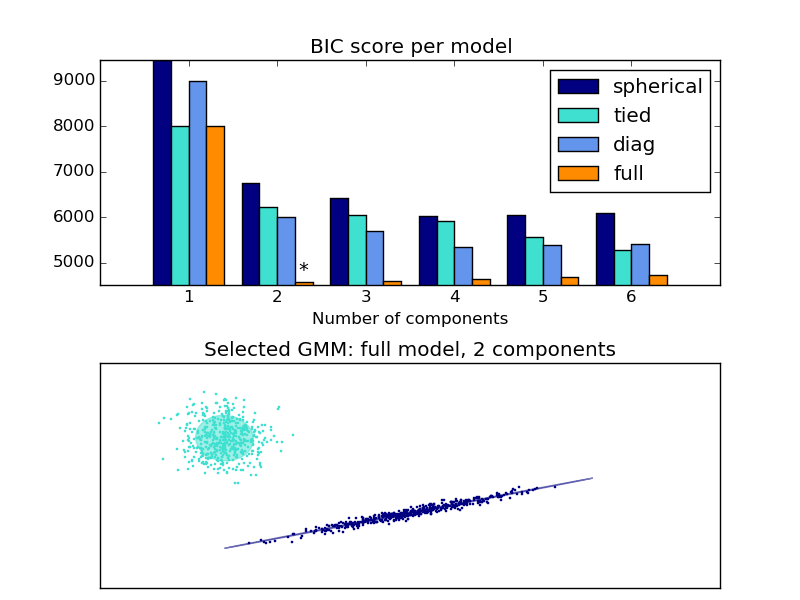 BIC score per model
9000
8000
7000
6000
5000
spherical
tied
diag
full
*
1 2 3 4 5 6
Number of components
Selected GMM: full model, 2 components